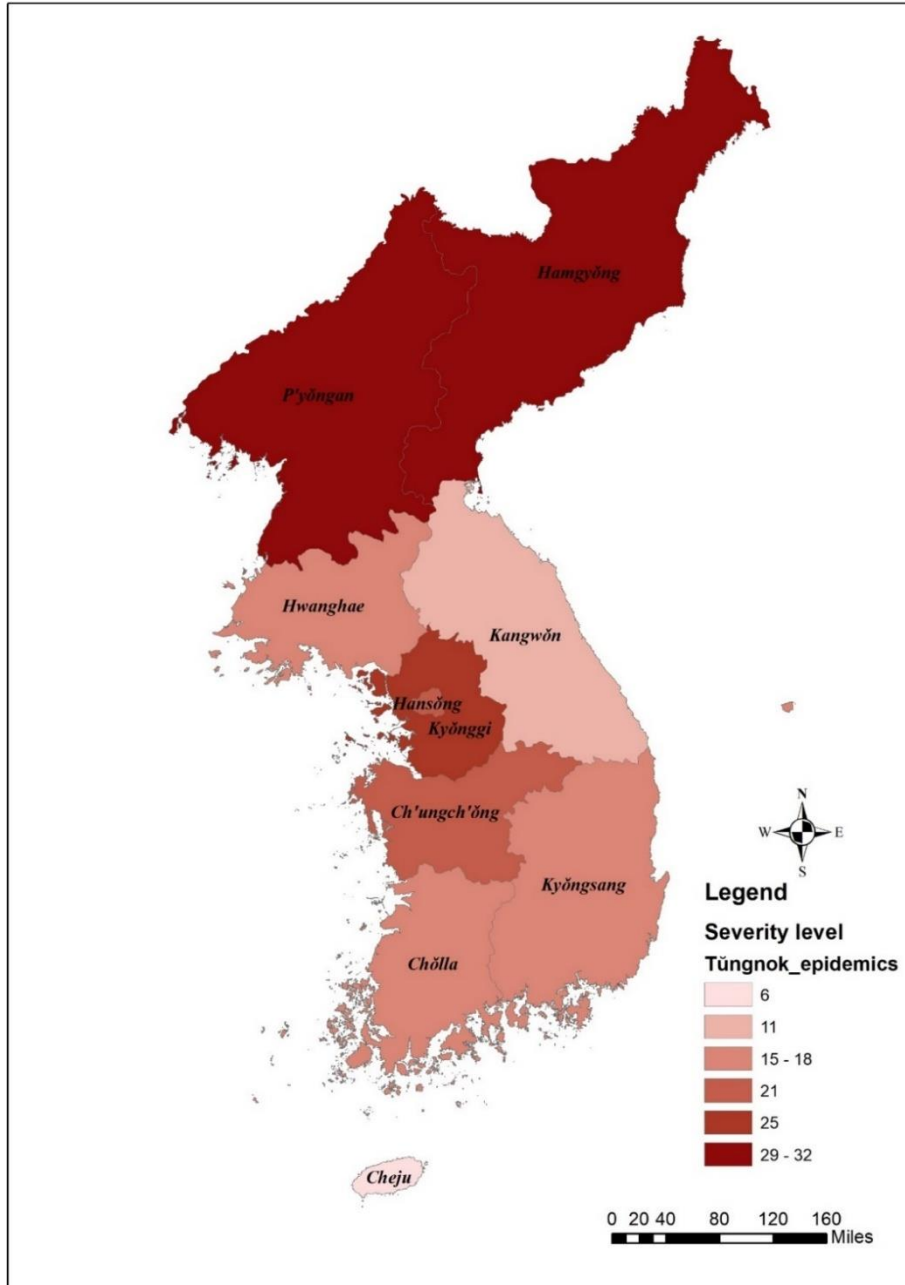 Hamgyŏng
P'yŏngan
Hwanghae
Kangwŏn
Hansŏng
Kyŏnggi
Ch'ungch'ŏng
Kyŏngsang
Chŏlla
Cheju
N
W E
S
Legend
Severity level
Tŭngnok_epidemics
6
11
15 - 18
21
25
29 - 32
0 20 40 80 120 160
Miles